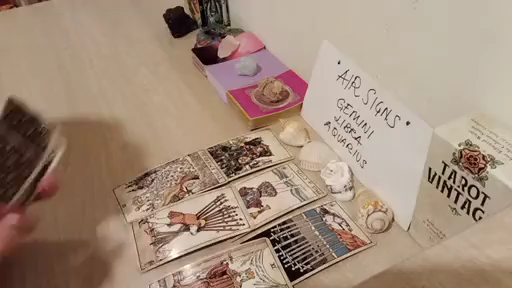 AIR SIGNS
GEMINI
LIBRA
AQUARIUS
TAROT
VINTAG